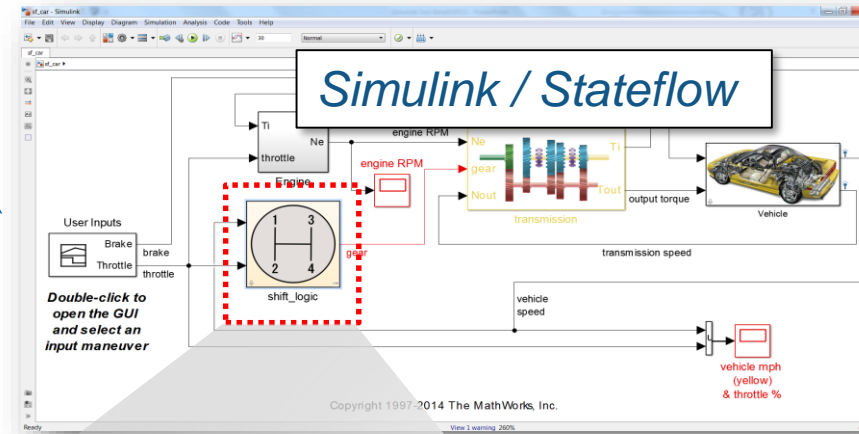 sf_car - Simulink
File Edit View Display Diagram Simulation Analysis Code Tools Help
30
Normal
sf_car
sf_car
Simulink / Stateflow
Ti
Ne
throttle
Engine
engine RPM
engine RPM
Ne
gear
Nout
Ti
Tout
transmission
output torque
Vehicle
User Inputs
Brake
Throttle
brake
throttle
1 3
2 4
gear
shift_logic
transmission speed
Double-click to
open the GUI
and select an
input maneuver
vehicle
speed
vehicle mph
(yellow)
& throttle %
Copyright 1997-2014 The MathWorks, Inc.
Ready
View 1 warning 260%